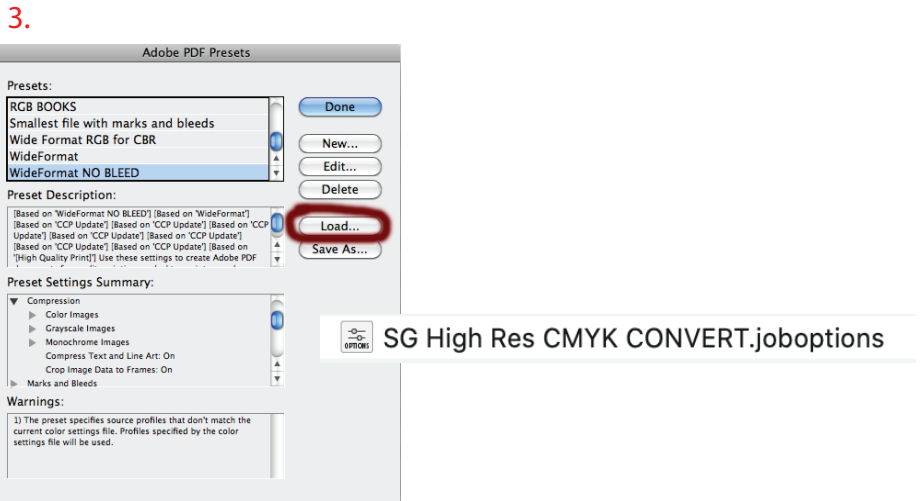 3.
Adobe PDF Presets
Presets:
RGB BOOKS
Smallest file with marks and bleeds
Wide Format RGB for CBR
WideFormat
WideFormat NO BLEED
Done
New...
Edit...
Delete
Load...
Save As...
Preset Description:
[Based on 'WideFormat NO BLEED'] [Based on 'WideFormat']
[Based on 'CCP Update'] [Based on 'CCP Update'] [Based on 'CCP
Update'] [Based on 'CCP Update'] [Based on 'CCP Update']
[Based on 'CCP Update'] [Based on 'CCP Update'] [Based on
'[High Quality Print]'] Use these settings to create Adobe PDF
Preset Settings Summary:
Compression
Color Images
Grayscale Images
Monochrome Images
Compress Text and Line Art: On
Crop Image Data to Frames: On
Marks and Bleeds
OPTIONS
SG High Res CMYK CONVERT.joboptions
Warnings:
1) The preset specifies source profiles that don't match the
current color settings file. Profiles specified by the color
settings file will be used.